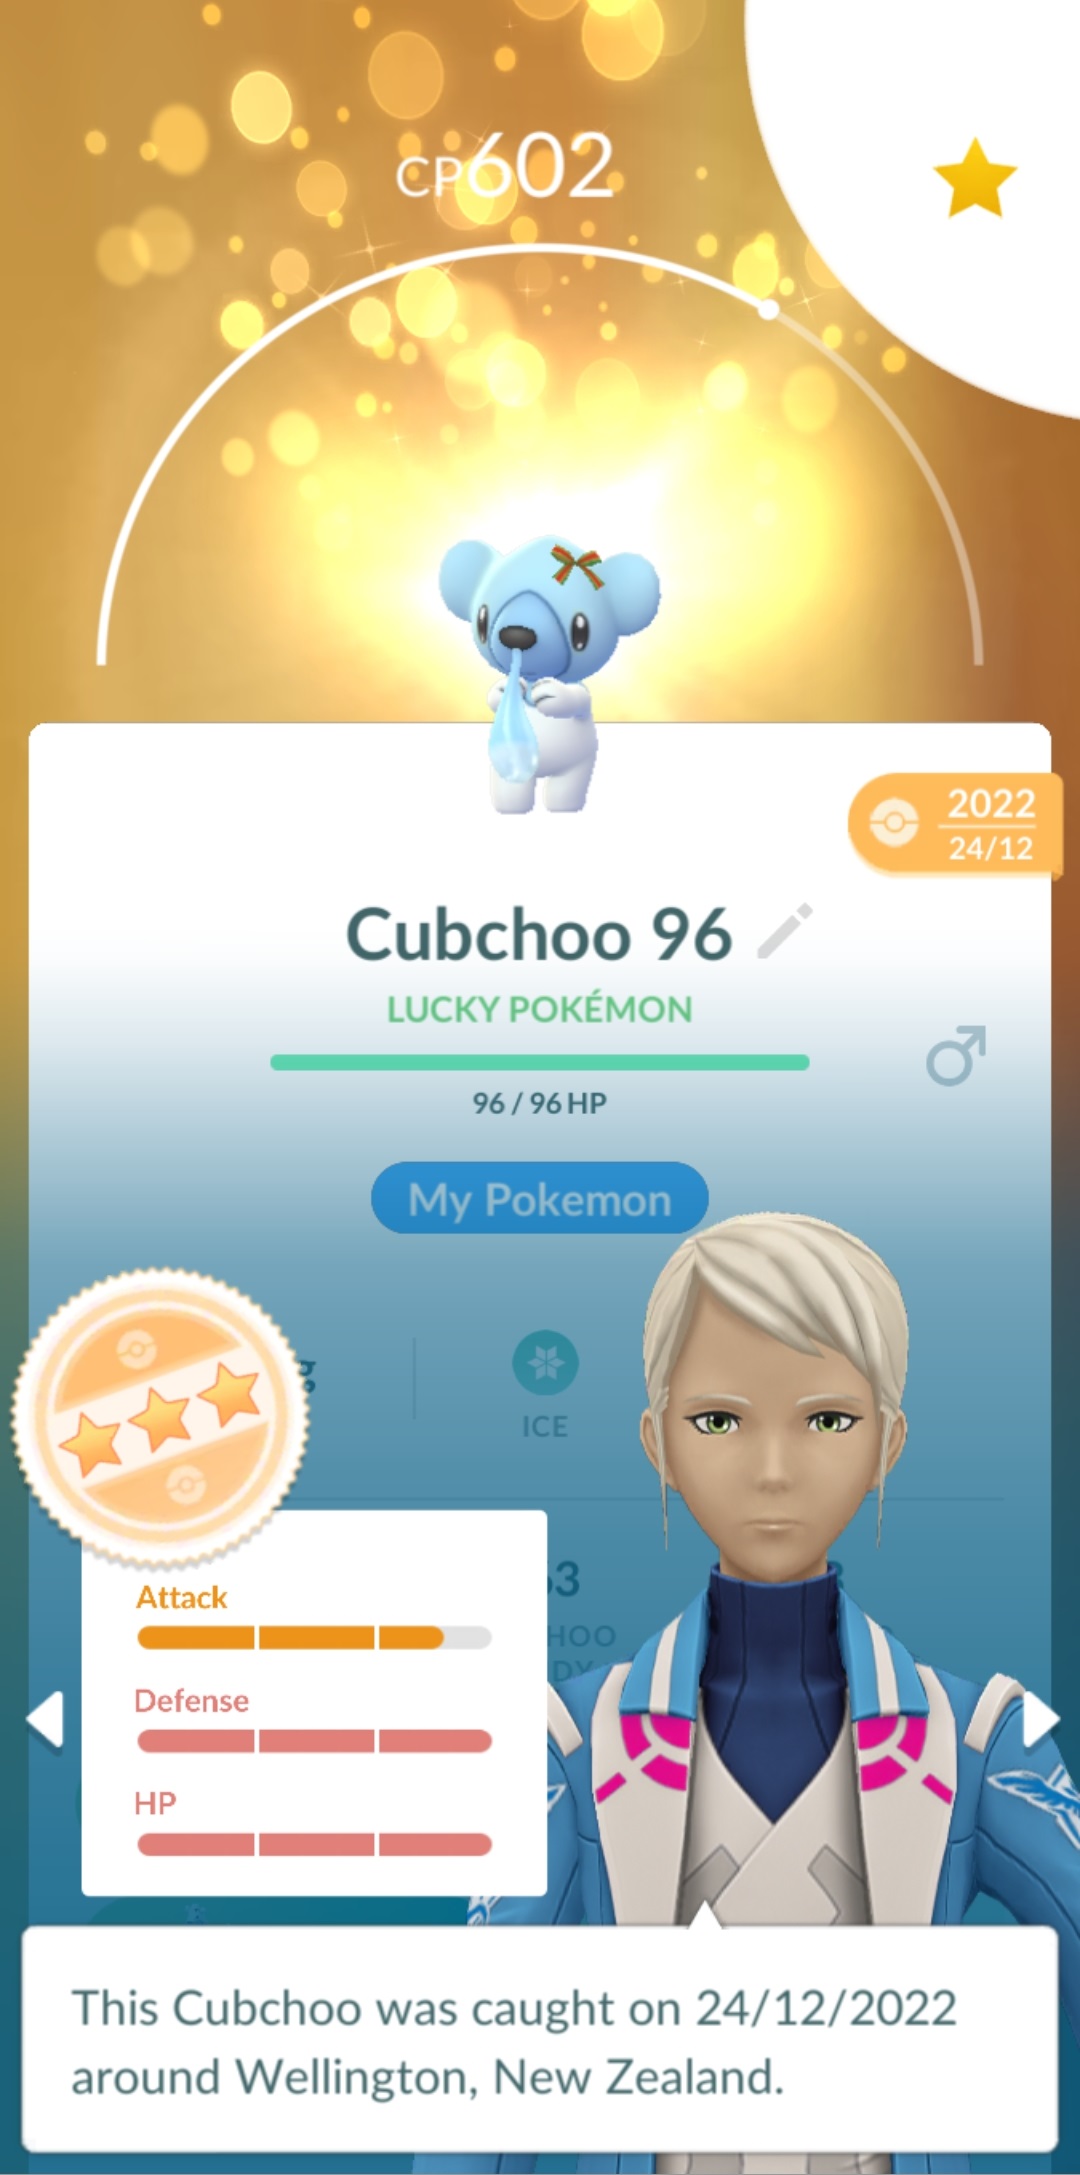 CP602
2022
24/12
Cubchoo 96
LUCKY POKÉMON
96 / 96 HP
My Pokemon
ICE
Attack
Defense
HP
This Cubchoo was caught on 24/12/2022
around Wellington, New Zealand.